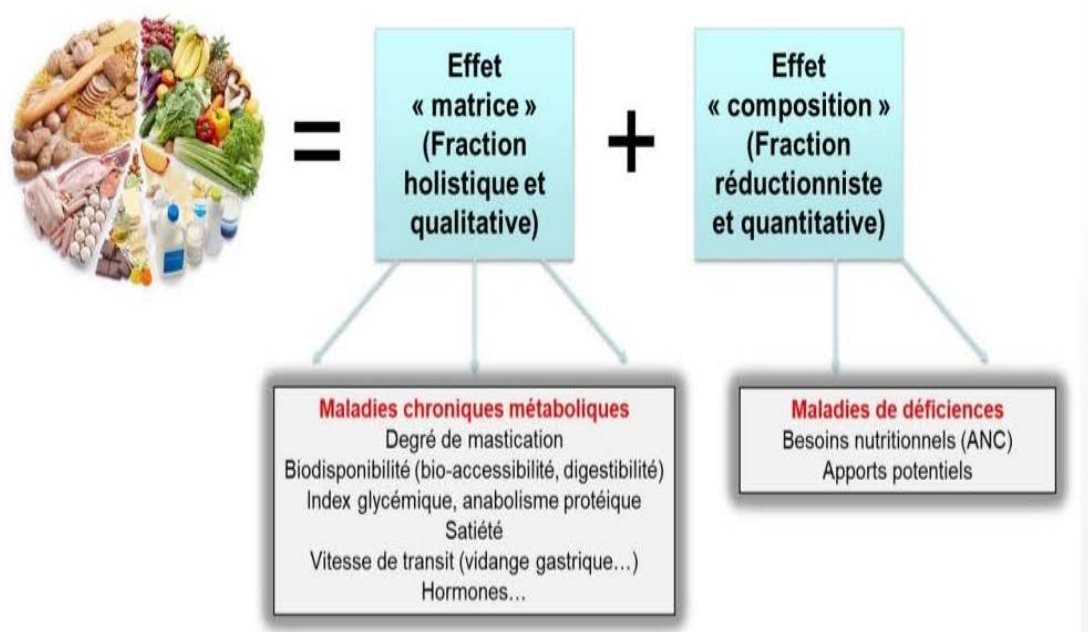 Effet
« matrice »
(Fraction
holistique et
qualitative)
=
+
Effet
« composition »
(Fraction
réductionniste
et quantitative)
Maladies chroniques métaboliques
Degré de mastication
Biodisponibilité (bio-accessibilité, digestibilité)
Index glycémique, anabolisme protéique
Satiété
Vitesse de transit (vidange gastrique…)
Hormones…
Maladies de déficiences
Besoins nutritionnels (ANC)
Apports potentiels